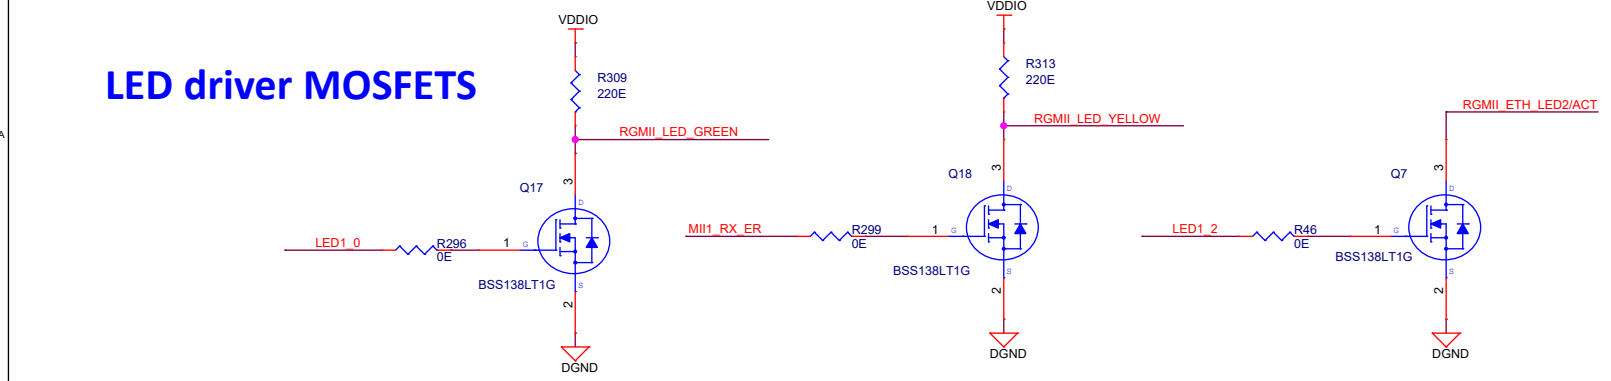 LED driver MOSFETS
A
VDDIO
R309
220E
RGMII_LED_GREEN
Q17
3
D
LED1_0
R296
0E
1
G
BSS138LT1G
S
2
DGND
VDDIO
R313
220E
RGMII_LED_YELLOW
Q18
3
D
MII1_RX_ER
R299
0E
1
G
BSS138LT1G
S
2
DGND
RGMII_ETH_LED2/ACT
Q7
3
D
LED1_2
R46
0E
1
G
BSS138LT1G
S
2
DGND